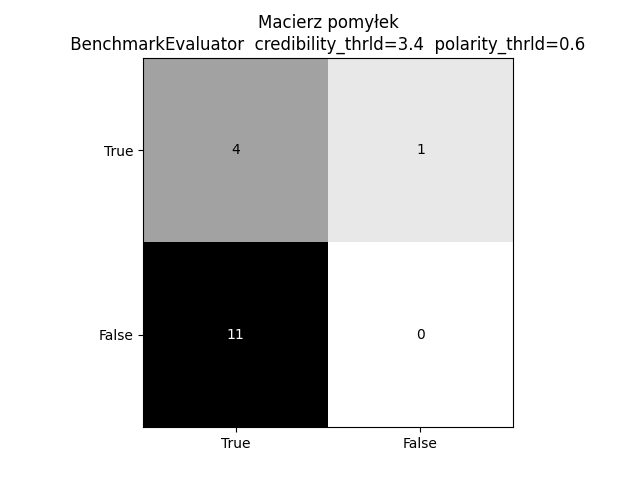 Macierz pomyłek
BenchmarkEvaluator  credibility_thrld=3.4  polarity_thrld=0.6
True
4
1
False
11
0
True
False